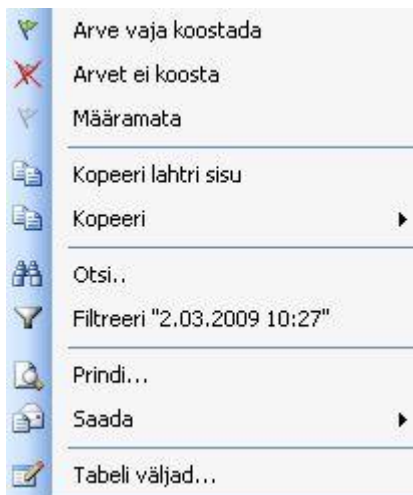 Arve vaja koostada
Arvet ei koosta
Määramata
Kopeeri lahtri sisu
Kopeeri
Otsi..
Filtreeri "2.03.2009 10:27"
Prindi...
Saada
Tabeli väljad...